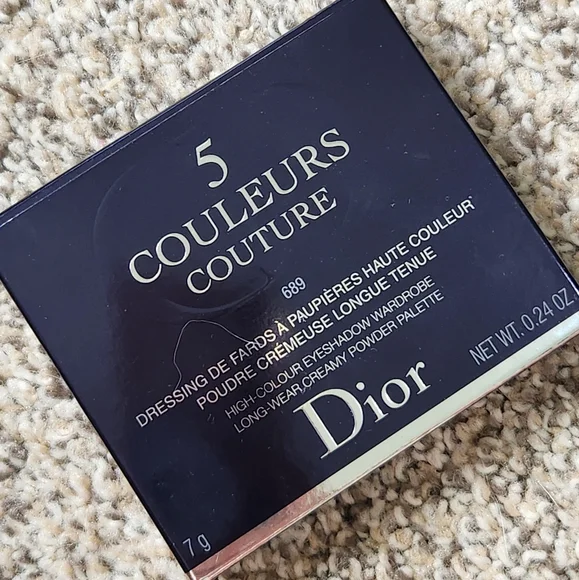 5
COULEURS
COUTURE
689
DRESSING DE FARDS À PAUPIÈRES HAUTE COULEUR
POUDRE CRÉMEUSE LONGUE TENUE
HIGH-COLOUR EYESHADOW WARDROBE
LONG-WEAR CREAMY POWDER PALETTE
Dior
7 g
NET WT. 0.24 OZ